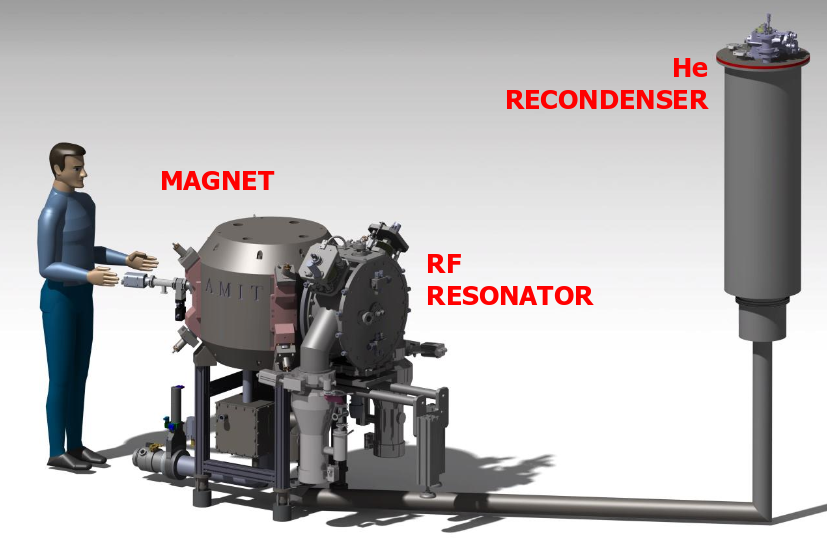 He
RECONDENSER
MAGNET
RF
RESONATOR
AMIT